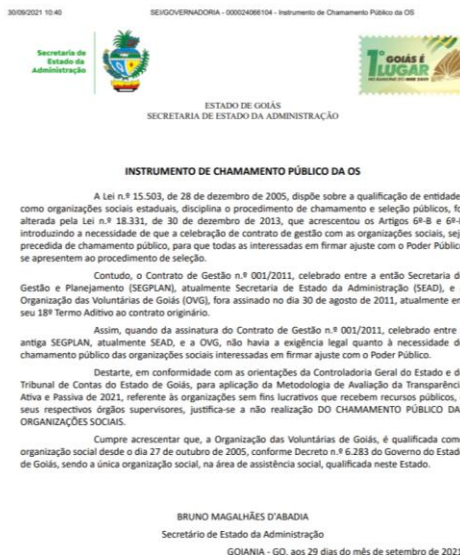 30/09/2021 10:40
SEI/GOVERNADORIA - 000024066104 - Instrumento de Chamamento Público da OS
Secretaria de
Estado da
Administração
1º GOIÁS É
LUGAR
ESTADO DE GOIÁS
SECRETARIA DE ESTADO DA ADMINISTRAÇÃO
INSTRUMENTO DE CHAMAMENTO PÚBLICO DA OS
A Lei n.º 15.503, de 28 de dezembro de 2005, dispõe sobre a qualificação de entidade
como organizações sociais estaduais, disciplina o procedimento de chamamento e seleção públicos, fo
alterada pela Lei n.º 18.331, de 30 de dezembro de 2013, que acrescentou os Artigos 6º-B e 6º-
introduzindo a necessidade de que a celebração de contrato de gestão com as organizações sociais, sej
precedida de chamamento público, para que todas as interessadas em firmar ajuste com o Poder Públic
se apresentem ao procedimento de seleção.
Contudo, o Contrato de Gestão n.º 001/2011, celebrado entre a então Secretaria d
Gestão e Planejamento (SEGPLAN), atualmente Secretaria de Estado da Administração (SEAD), e
Organização das Voluntárias de Goiás (OVG), fora assinado no dia 30 de agosto de 2011, atualmente em
seu 18º Termo Aditivo ao contrato originário.
Assim, quando da assinatura do Contrato de Gestão n.º 001/2011, celebrado entre
antiga SEGPLAN, atualmente SEAD, e a OVG, não havia a exigência legal quanto à necessidade d
chamamento público das organizações sociais interessadas em firmar ajuste com o Poder Público.
Destarte, em conformidade com as orientações da Controladoria Geral do Estado e d
Tribunal de Contas do Estado de Goiás, para aplicação da Metodologia de Avaliação da Transparênci
Ativa e Passiva de 2021, referente às organizações sem fins lucrativos que recebem recursos públicos,
seus respectivos órgãos supervisores, justifica-se a não realização DO CHAMAMENTO PÚBLICO DA
ORGANIZAÇÕES SOCIAIS.
Cumpre acrescentar que, a Organização das Voluntárias de Goiás, é qualificada com
organização social desde o dia 27 de outubro de 2005, conforme Decreto n.º 6.283 do Governo do Estad
de Goiás, sendo a única organização social, na área de assistência social, qualificada neste Estado.
BRUNO MAGALHÃES D'ABADIA
Secretário de Estado da Administração
GOIANIA - GO, aos 29 dias do mês de setembro de 2021